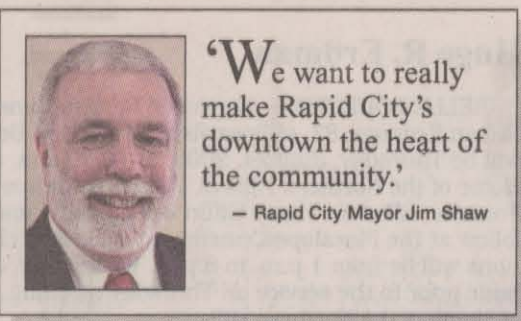 ‘We want to really
make Rapid City’s
downtown the heart of
the community.’
— Rapid City Mayor Jim Shaw